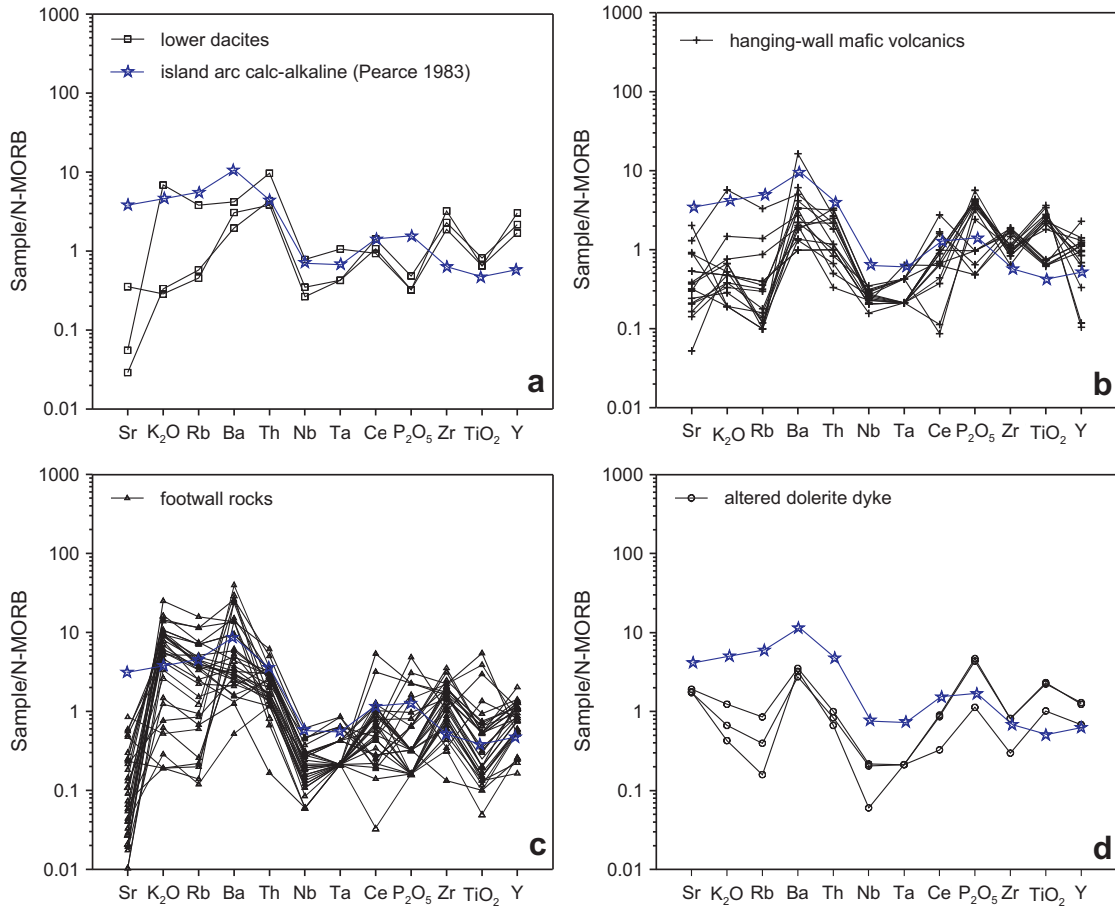 1000
100
10
1
0.1
0.01
Sample/N-MORB
lower dacites
island arc calc-alkaline (Pearce 1983)
a
Sr K₂O Rb Ba Th Nb Ta Ce P₂O₅ Zr TiO₂ Y
1000
100
10
1
0.1
0.01
Sample/N-MORB
hanging-wall mafic volcanics
b
Sr K₂O Rb Ba Th Nb Ta Ce P₂O₅ Zr TiO₂ Y
1000
100
10
1
0.1
0.01
Sample/N-MORB
footwall rocks
c
Sr K₂O Rb Ba Th Nb Ta Ce P₂O₅ Zr TiO₂ Y
1000
100
10
1
0.1
0.01
Sample/N-MORB
altered dolerite dyke
d
Sr K₂O Rb Ba Th Nb Ta Ce P₂O₅ Zr TiO₂ Y